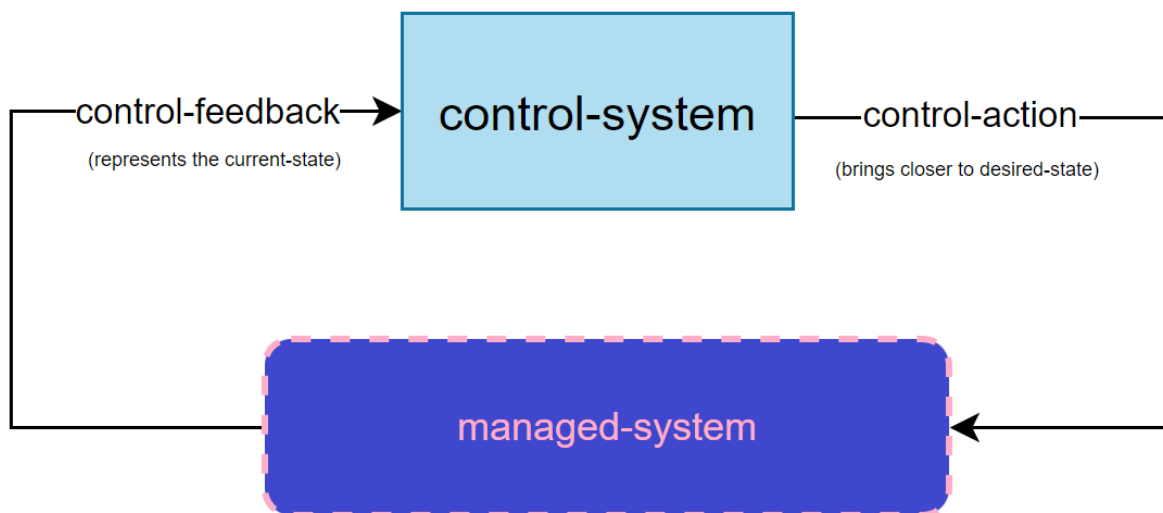 control-feedback
(represents the current-state)
control-system
control-action
(brings closer to desired-state)
managed-system